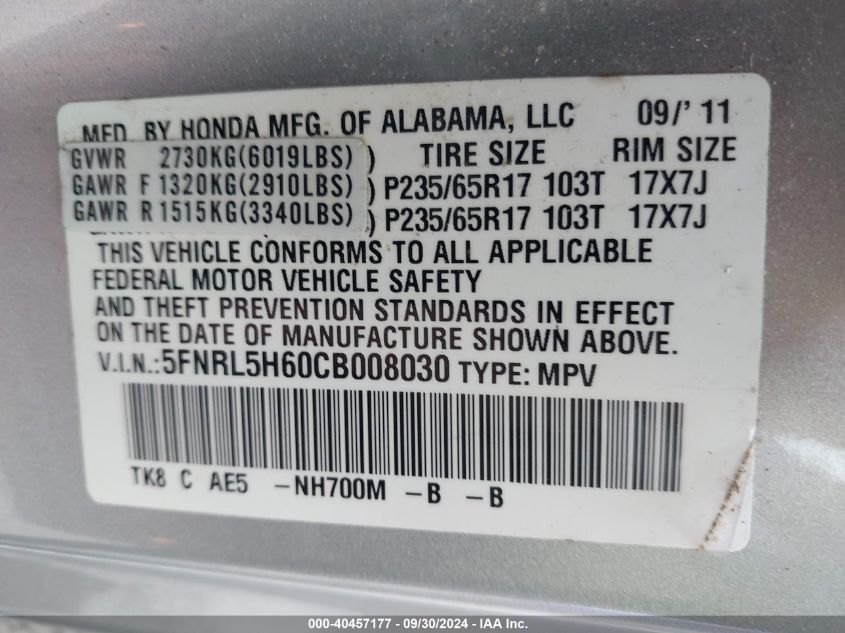 MFD. BY HONDA MFG. OF ALABAMA, LLC 09/' 11
GVWR 2730KG(6019LBS) ) TIRE SIZE RIM SIZE
GAWR F 1320KG(2910LBS) P235/65R17 103T 17X7J
GAWR R 1515KG(3340LBS) ) P235/65R17 103T 17X7J
THIS VEHICLE CONFORMS TO ALL APPLICABLE
FEDERAL MOTOR VEHICLE SAFETY
AND THEFT PREVENTION STANDARDS IN EFFECT
ON THE DATE OF MANUFACTURE SHOWN ABOVE.
V.I.N.:5FNRL5H60CB008030 TYPE: MPV
TK8 C AE5 -NH700M -B -B
000-40457177 - 09/30/2024 - IAA Inc.